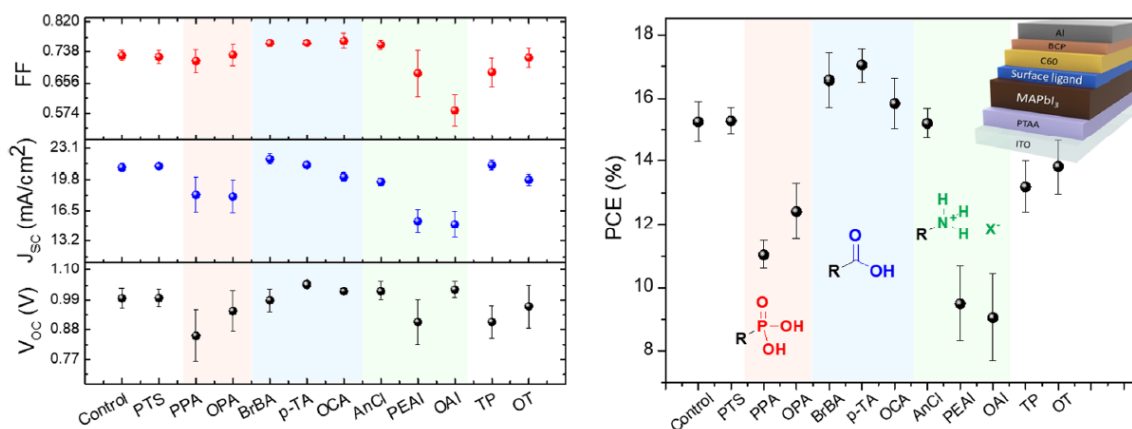 0.820
0.738
0.656
0.574
FF
23.1
19.8
16.5
13.2
J_SC (mA/cm²)
1.10
0.99
0.88
0.77
V_OC (V)
Control PTS PPA OPA BrBA p-TA OCA AnCl PEAI OAI TP OT
18
16
14
12
10
8
PCE (%)
Al
BCP
C60
Surface ligand
MAPbI₃
PTAA
ITO
O
R P OH
OH
O
R OH
H
H
R N⁺ H X⁻
Control PTS PPA OPA BrBA p-TA OCA AnCl PEAI OAI TP OT